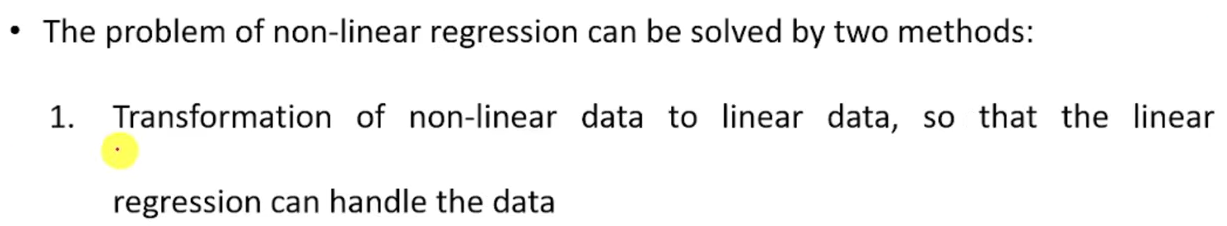 • The problem of non-linear regression can be solved by two methods:
1. Transformation of non-linear data to linear data, so that the linear
regression can handle the data